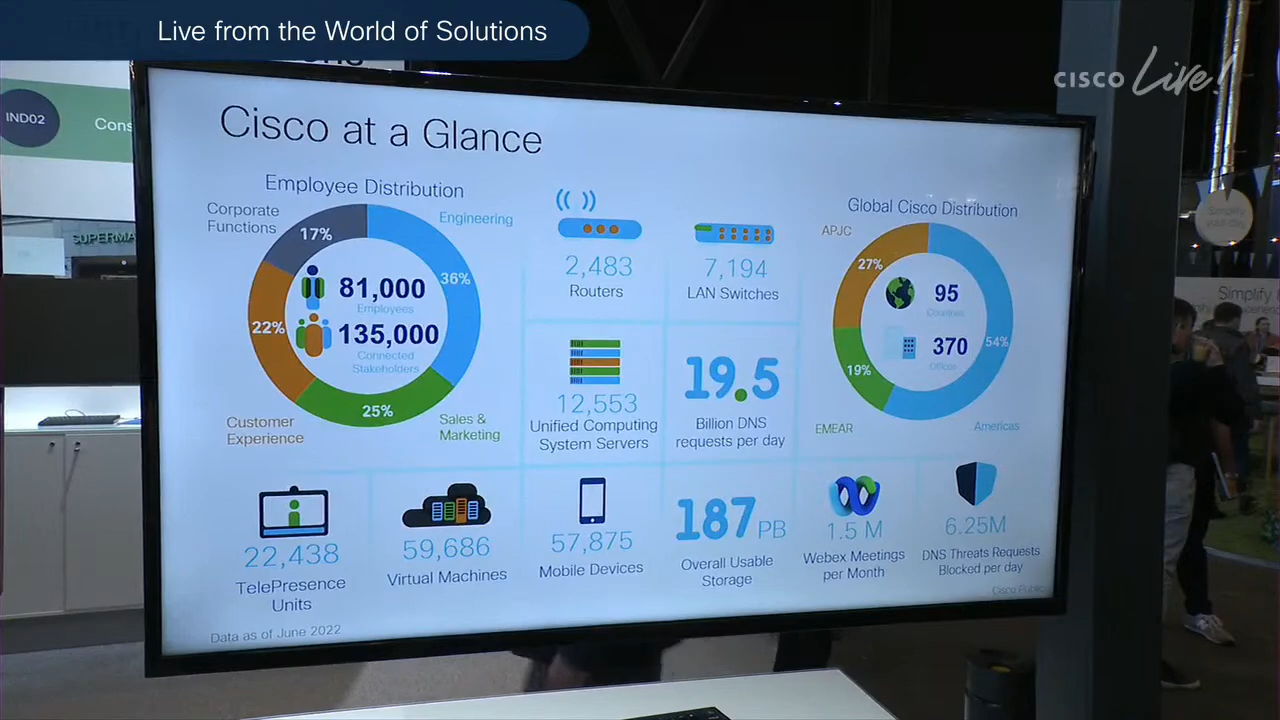 Live from the World of Solutions
CISCO Live!
IND02
Cons
SUPERMA
Simplify
your day
Simplify
Cisco at a Glance
Employee Distribution
Corporate
Functions
Engineering
17%
36%
22%
25%
81,000
Employees
135,000
Connected
Stakeholders
Customer
Experience
Sales &
Marketing
2,483
Routers
7,194
LAN Switches
12,553
Unified Computing
System Servers
19.5
Billion DNS
requests per day
Global Cisco Distribution
APJC
27%
54%
19%
95
Countries
370
Offices
EMEAR
Americas
22,438
TelePresence
Units
59,686
Virtual Machines
57,875
Mobile Devices
187 PB
Overall Usable
Storage
1.5 M
Webex Meetings
per Month
6.25M
DNS Threats Requests
Blocked per day
Data as of June 2022
Cisco Public